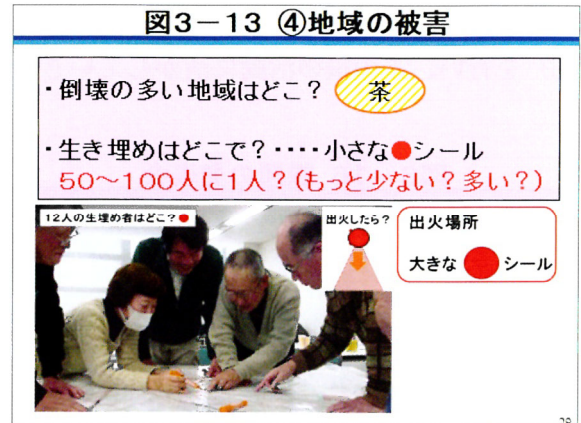 図3-13 ④地域の被害
・倒壊の多い地域はどこ? 茶
・生き埋めはどこで?････小さな●シール
50～100人に1人?(もっと少ない?多い?)
12人の生埋め者はどこ?●
出火したら?
出火場所
大きな●シール
29